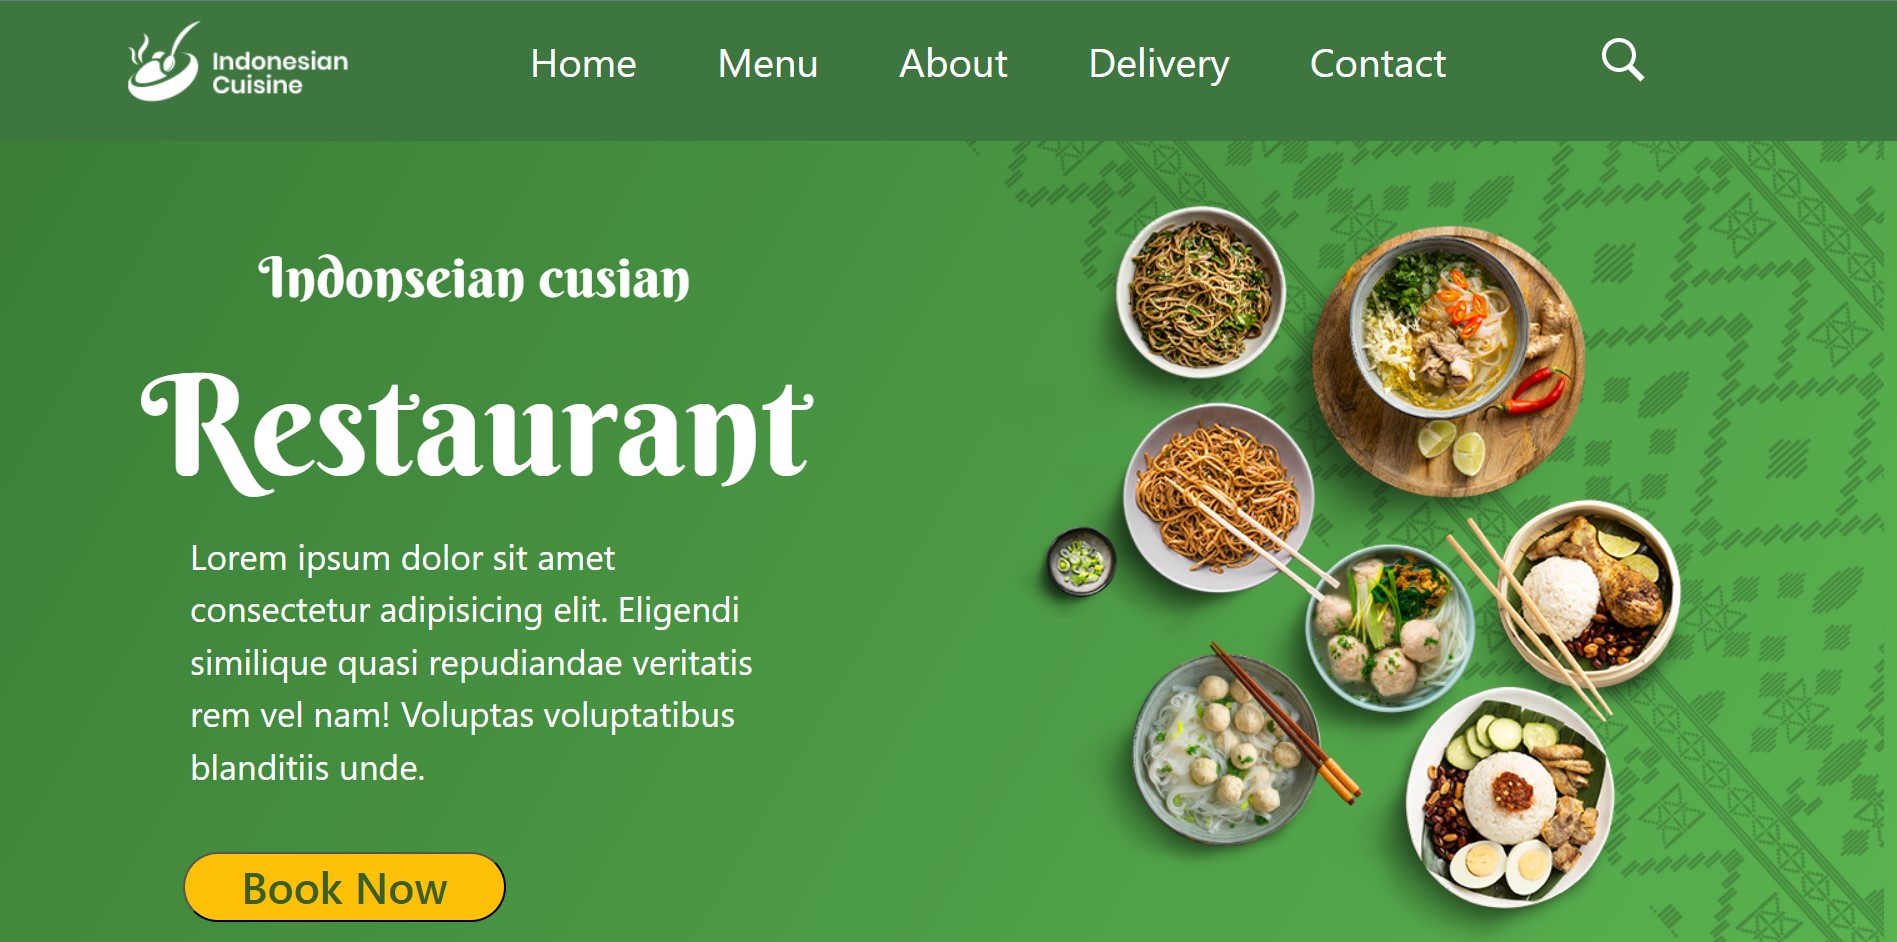 Indonesian
Cuisine
Home Menu About Delivery Contact
Indonseian cusian
Restaurant
Lorem ipsum dolor sit amet
consectetur adipisicing elit. Eligendi
similique quasi repudiandae veritatis
rem vel nam! Voluptas voluptatibus
blanditiis unde.
Book Now